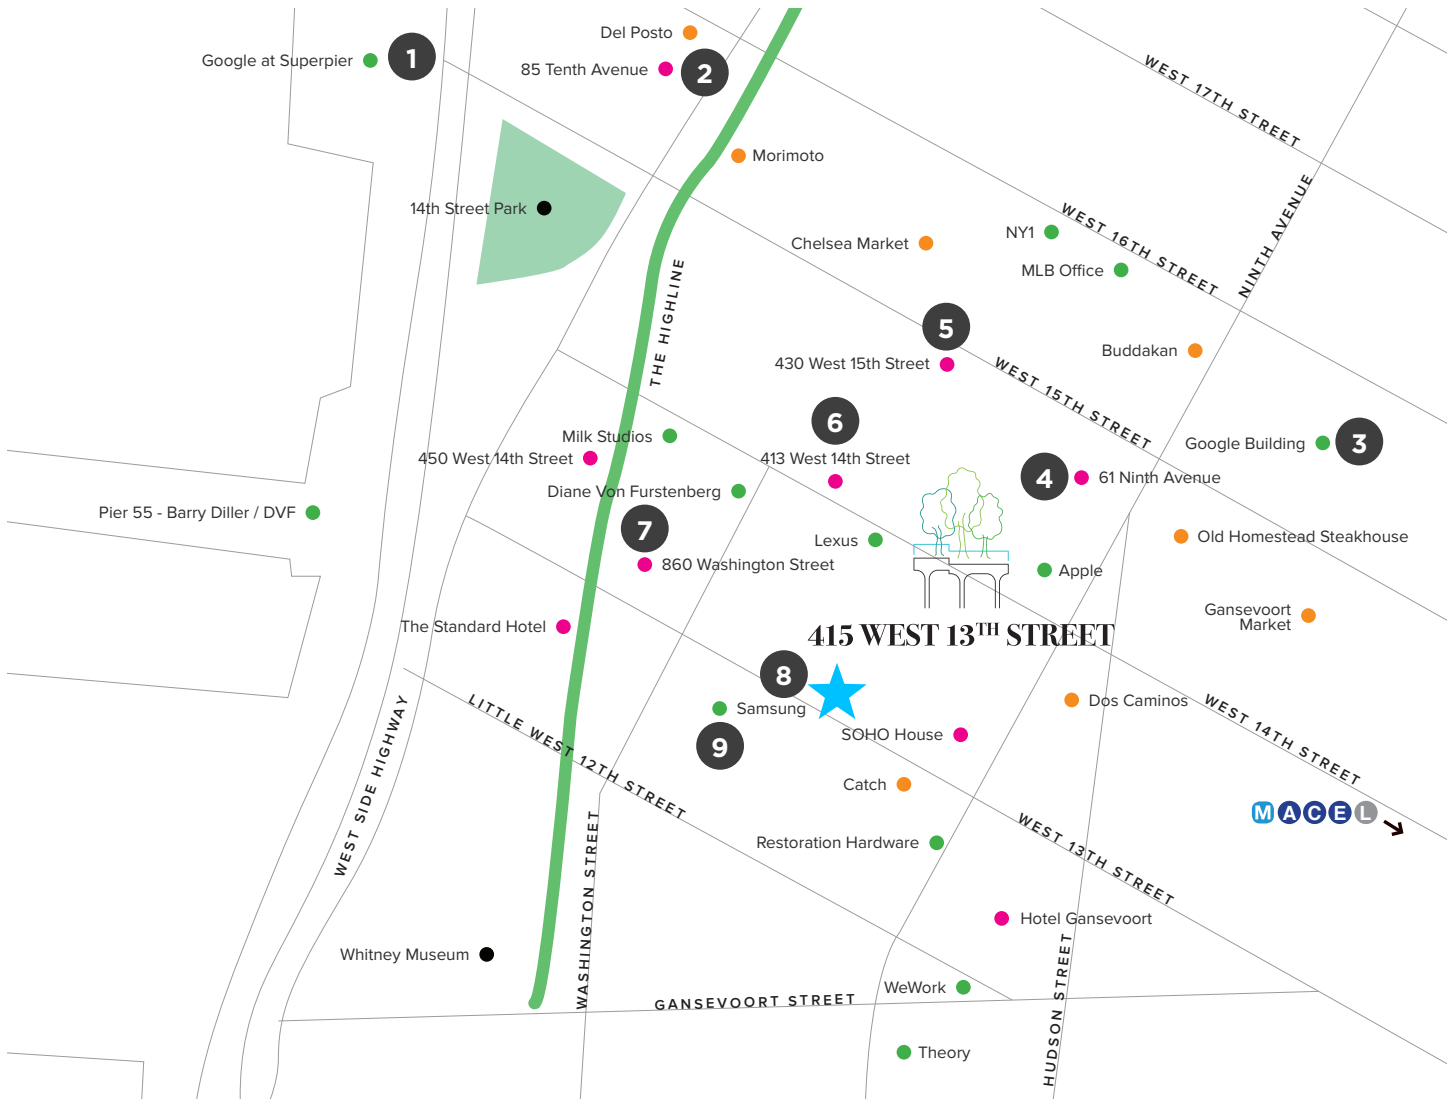 Del Posto
Google at Superpier
1
85 Tenth Avenue
2
WEST 17TH STREET
Morimoto
14th Street Park
NINTH AVENUE
WEST 16TH STREET
NY1
Chelsea Market
MLB Office
THE HIGHLINE
5
Buddakan
430 West 15th Street
WEST 15TH STREET
6
Milk Studios
Google Building
3
450 West 14th Street
413 West 14th Street
4
61 Ninth Avenue
Diane Von Furstenberg
Pier 55 - Barry Diller / DVF
7
Lexus
Old Homestead Steakhouse
860 Washington Street
Apple
Gansevoort
Market
The Standard Hotel
415 WEST 13TH STREET
8
Dos Caminos
Samsung
WEST 14TH STREET
SOHO House
9
LITTLE WEST 12TH STREET
WEST SIDE HIGHWAY
Catch
M A C E L
Restoration Hardware
WEST 13TH STREET
WASHINGTON STREET
Hotel Gansevoort
Whitney Museum
WeWork
GANSEVOORT STREET
HUDSON STREET
Theory